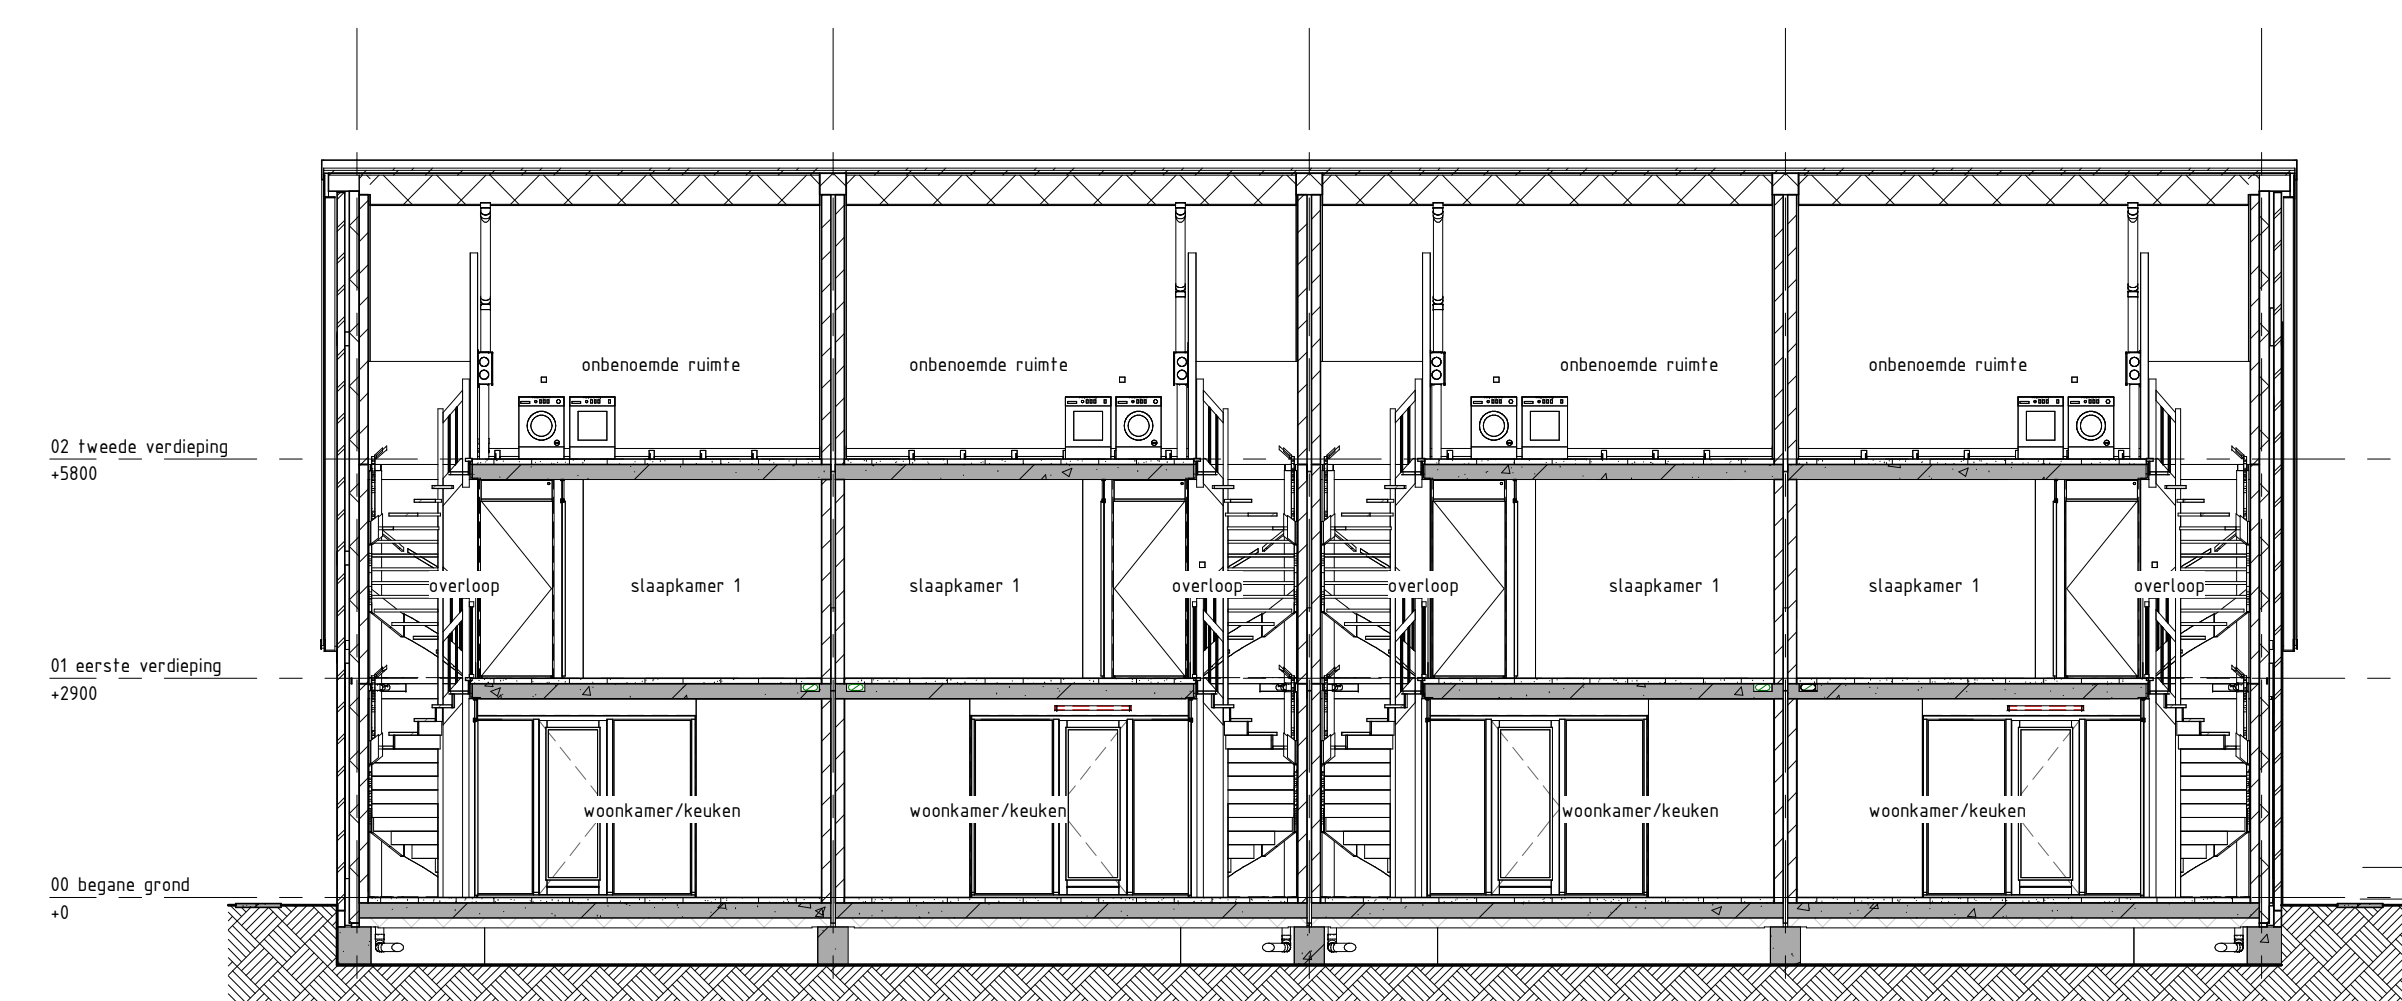 onbenoemde ruimte onbenoemde ruimte onbenoemde ruimte onbenoemde ruimte
02 tweede verdieping
+5800
overloop slaapkamer 1 slaapkamer 1 overloop overloop slaapkamer 1 slaapkamer 1 overloop
01 eerste verdieping
+2900
woonkamer/keuken woonkamer/keuken woonkamer/keuken woonkamer/keuken
00 begane grond
+0